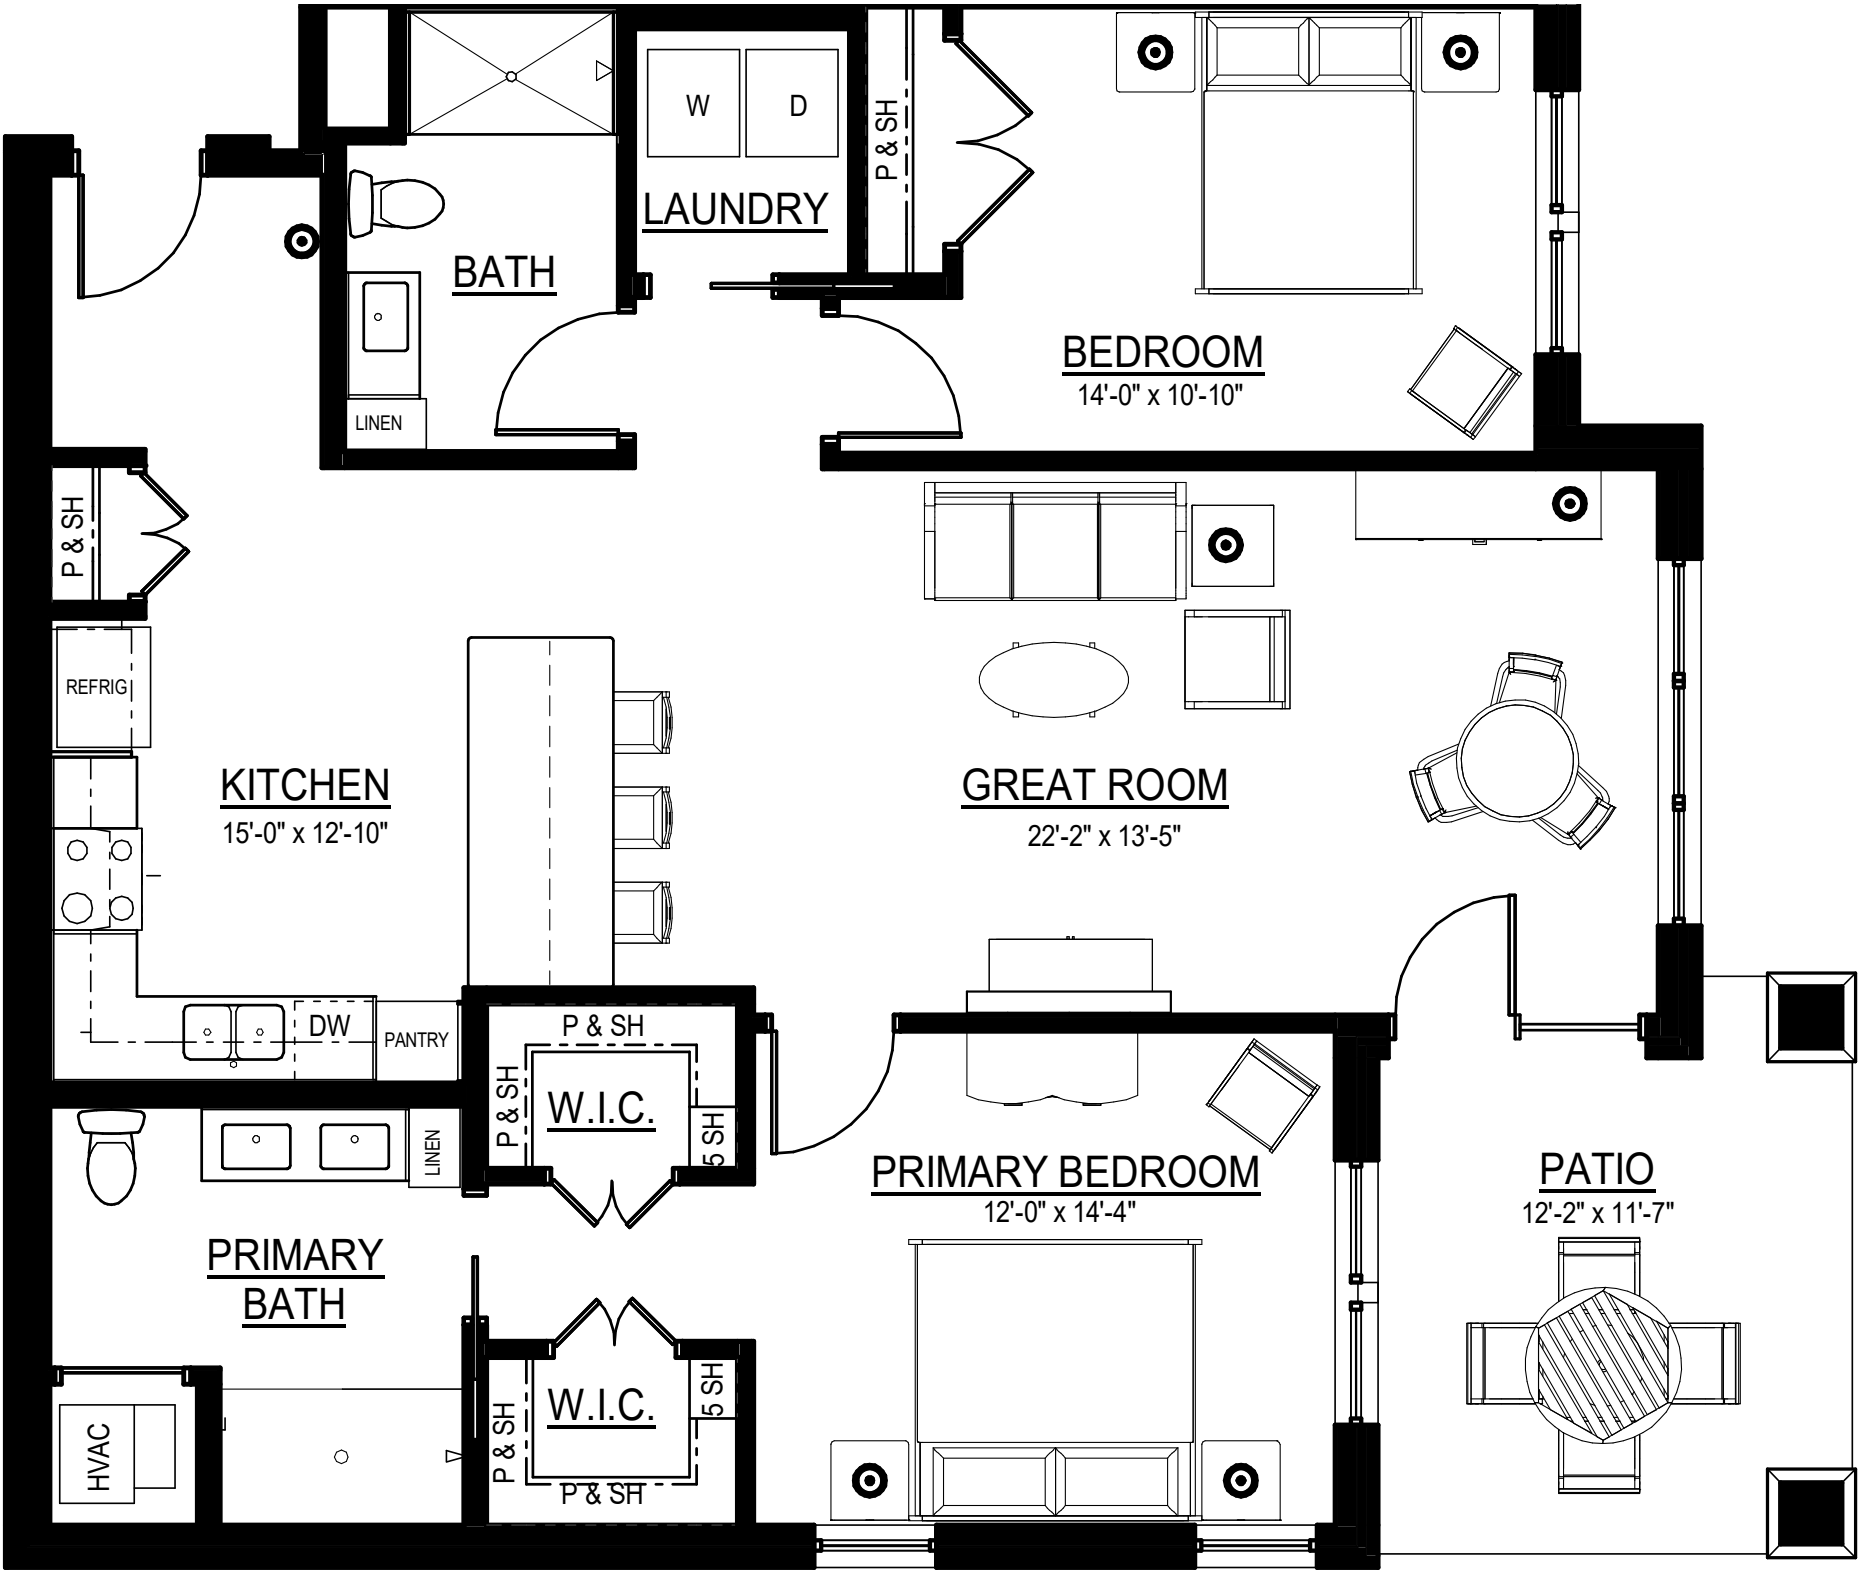 W
D
P & SH
LAUNDRY
BATH
BEDROOM
14'-0" x 10'-10"
LINEN
P & SH
REFRIG
KITCHEN
15'-0" x 12'-10"
GREAT ROOM
22'-2" x 13'-5"
DW
PANTRY
P & SH
P & SH
W.I.C.
5 SH
LINEN
PRIMARY BEDROOM
12'-0" x 14'-4"
PATIO
12'-2" x 11'-7"
PRIMARY
BATH
HVAC
P & SH
W.I.C.
5 SH
P & SH